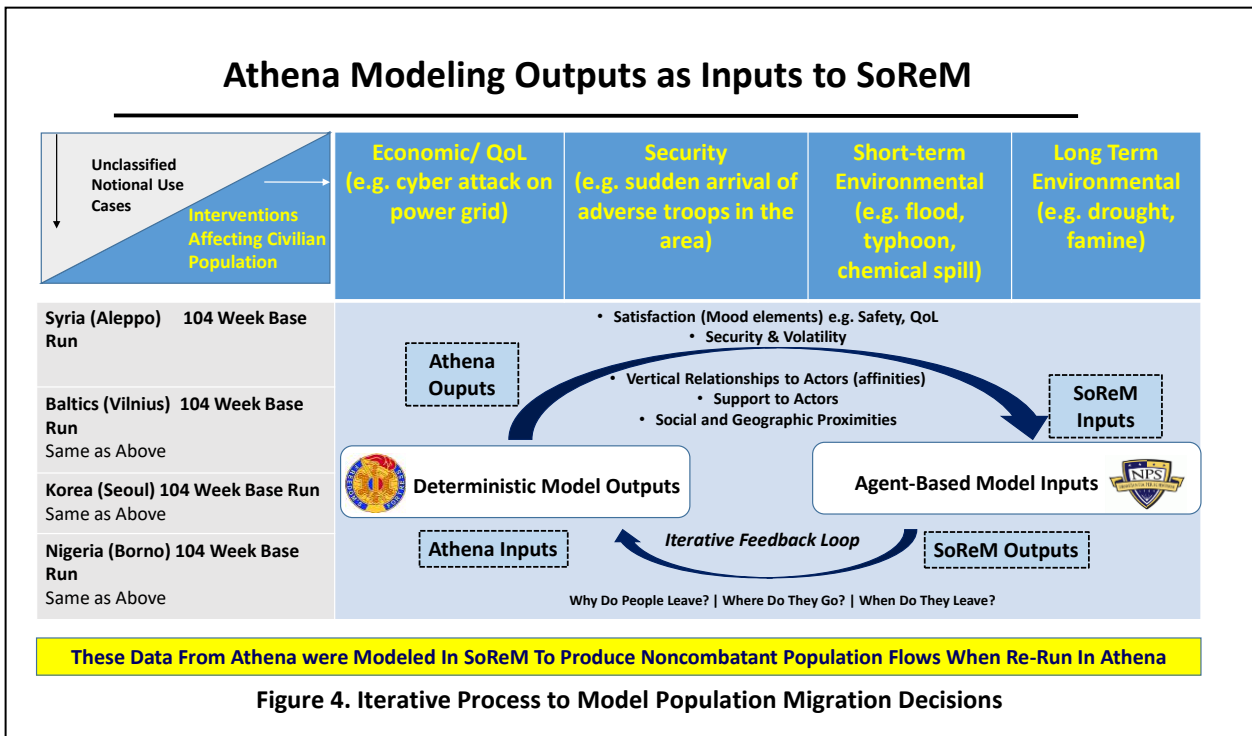 Athena Modeling Outputs as Inputs to SoReM
Unclassified
Notional Use
Cases
Interventions
Affecting Civilian
Population
Economic/ QoL
(e.g. cyber attack on
power grid)
Security
(e.g. sudden arrival of
adverse troops in the
area)
Short-term
Environmental
(e.g. flood,
typhoon,
chemical spill)
Long Term
Environmental
(e.g. drought,
famine)
Syria (Aleppo) 104 Week Base
Run
Baltics (Vilnius) 104 Week Base
Run
Same as Above
Korea (Seoul) 104 Week Base Run
Same as Above
Nigeria (Borno) 104 Week Base
Run
Same as Above
• Satisfaction (Mood elements) e.g. Safety, QoL
• Security & Volatility
Athena
Ouputs
• Vertical Relationships to Actors (affinities)
• Support to Actors
• Social and Geographic Proximities
SoReM
Inputs
Deterministic Model Outputs
Agent-Based Model Inputs
NPS
Athena Inputs
Iterative Feedback Loop
SoReM Outputs
Why Do People Leave? | Where Do They Go? | When Do They Leave?
These Data From Athena were Modeled In SoReM To Produce Noncombatant Population Flows When Re-Run In Athena
Figure 4. Iterative Process to Model Population Migration Decisions